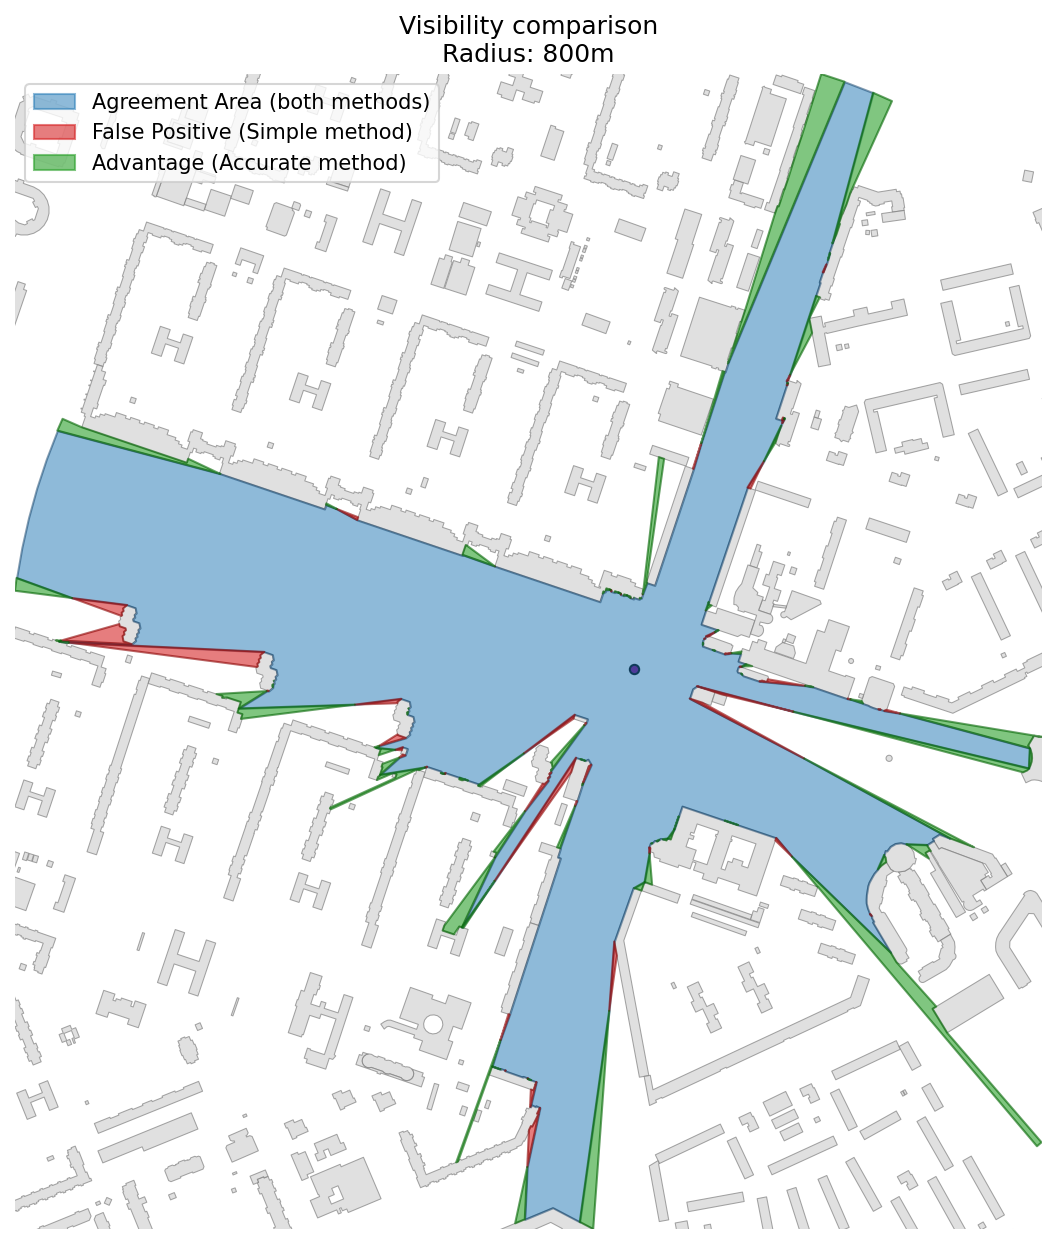 Visibility comparison
Radius: 800m
Agreement Area (both methods)
False Positive (Simple method)
Advantage (Accurate method)